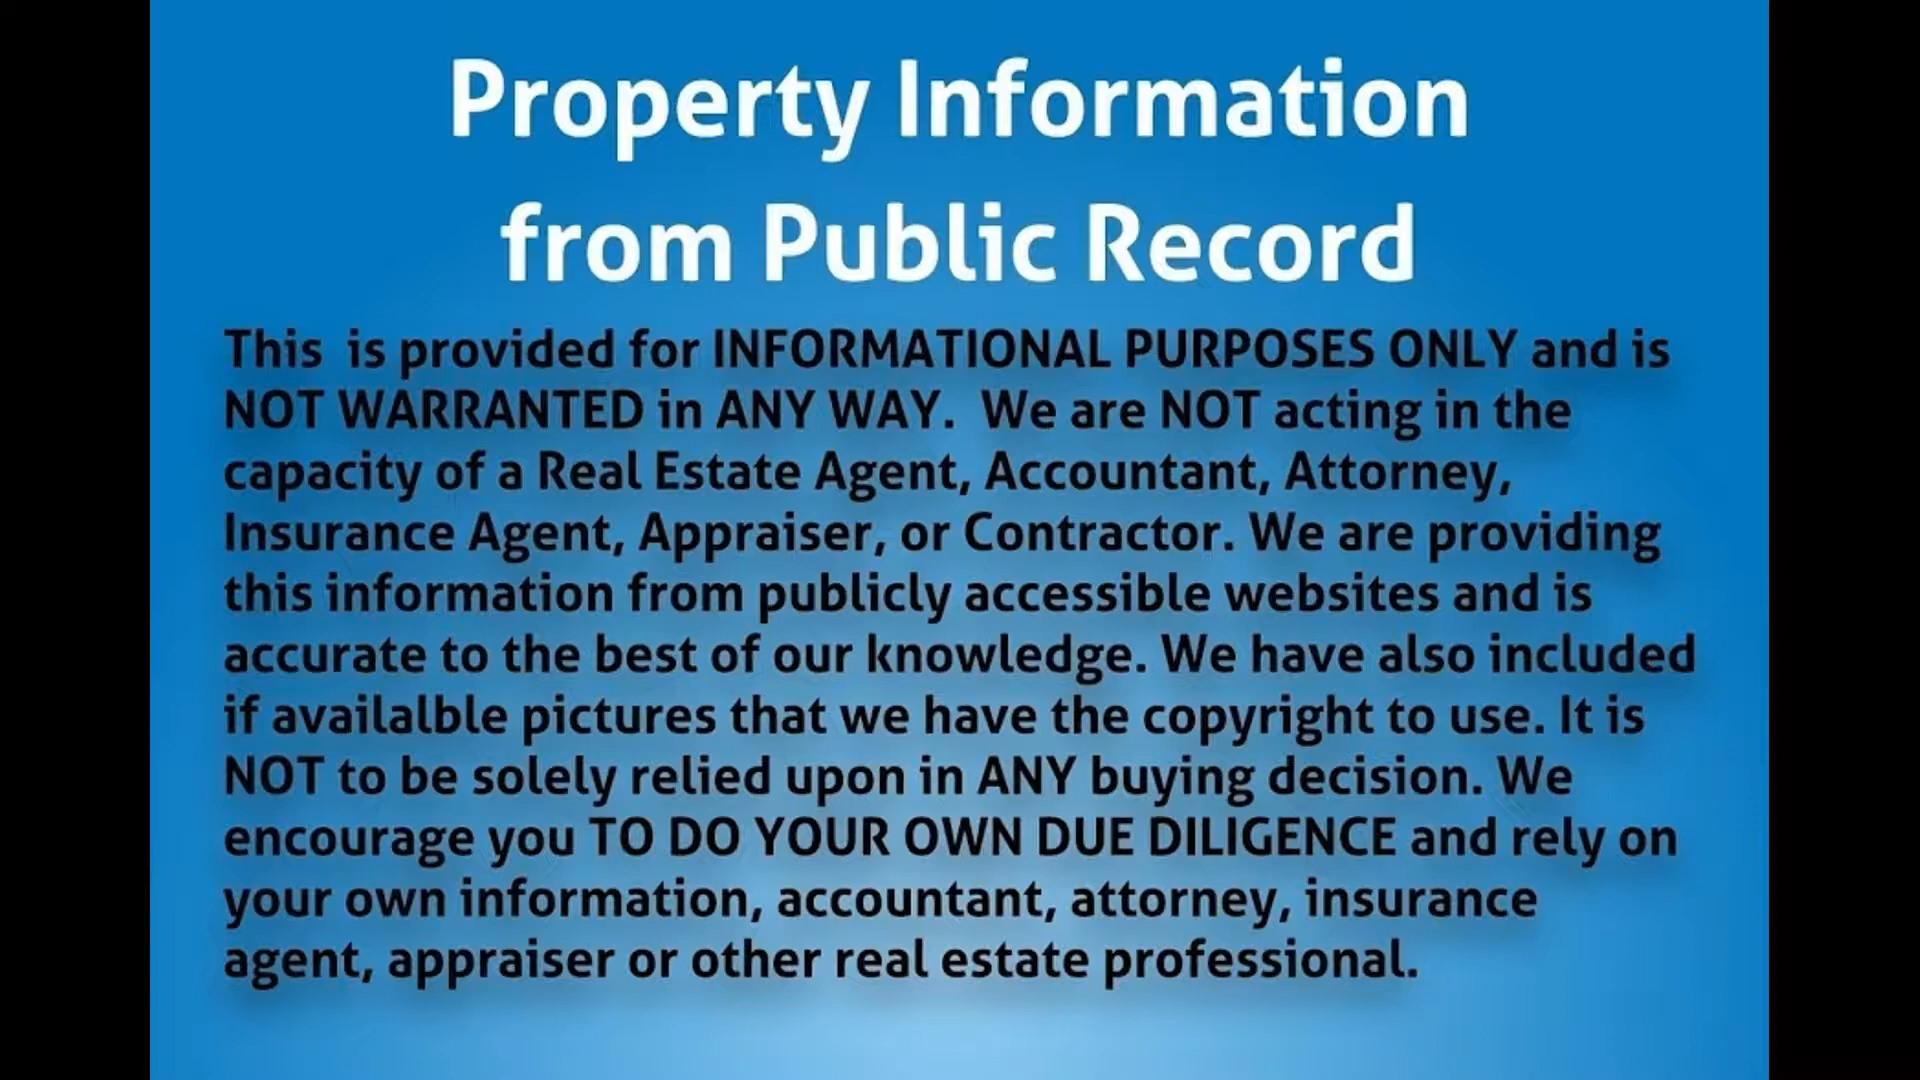 Property Information
from Public Record
This  is provided for INFORMATIONAL PURPOSES ONLY and is
NOT WARRANTED in ANY WAY.  We are NOT acting in the
capacity of a Real Estate Agent, Accountant, Attorney,
Insurance Agent, Appraiser, or Contractor. We are providing
this information from publicly accessible websites and is
accurate to the best of our knowledge. We have also included
if availalble pictures that we have the copyright to use. It is
NOT to be solely relied upon in ANY buying decision. We
encourage you TO DO YOUR OWN DUE DILIGENCE and rely on
your own information, accountant, attorney, insurance
agent, appraiser or other real estate professional.